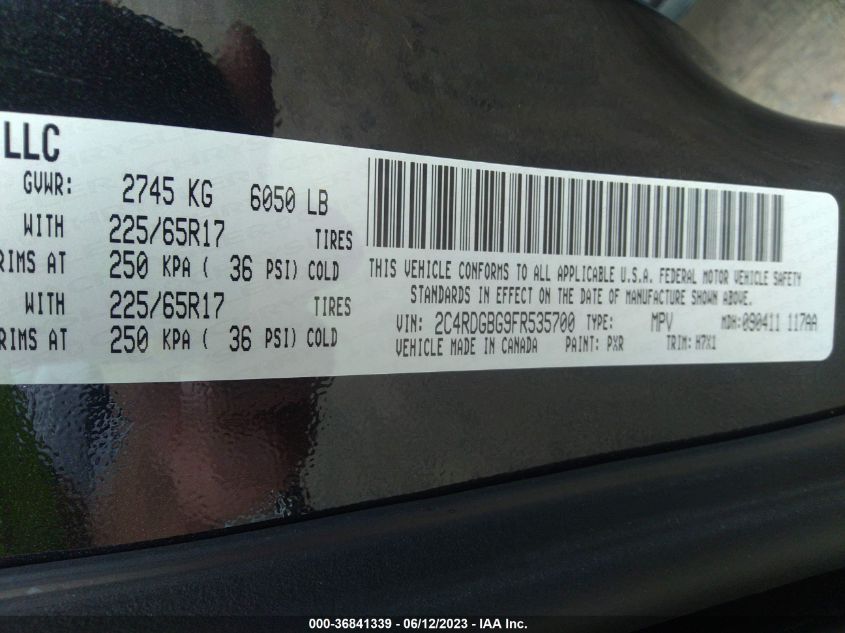 LLC
GVWR: 2745 KG 6050 LB
WITH 225/65R17 TIRES
RIMS AT 250 KPA ( 36 PSI) COLD
WITH 225/65R17 TIRES
RIMS AT 250 KPA ( 36 PSI) COLD
THIS VEHICLE CONFORMS TO ALL APPLICABLE U.S.A. FEDERAL MOTOR VEHICLE SAFETY
STANDARDS IN EFFECT ON THE DATE OF MANUFACTURE SHOWN ABOVE.
VIN: 2C4RDGBG9FR535700 TYPE: MPV MDH: 090411 117AA
VEHICLE MADE IN CANADA PAINT: PXR TRIM: H7X1
000-36841339 - 06/12/2023 - IAA Inc.